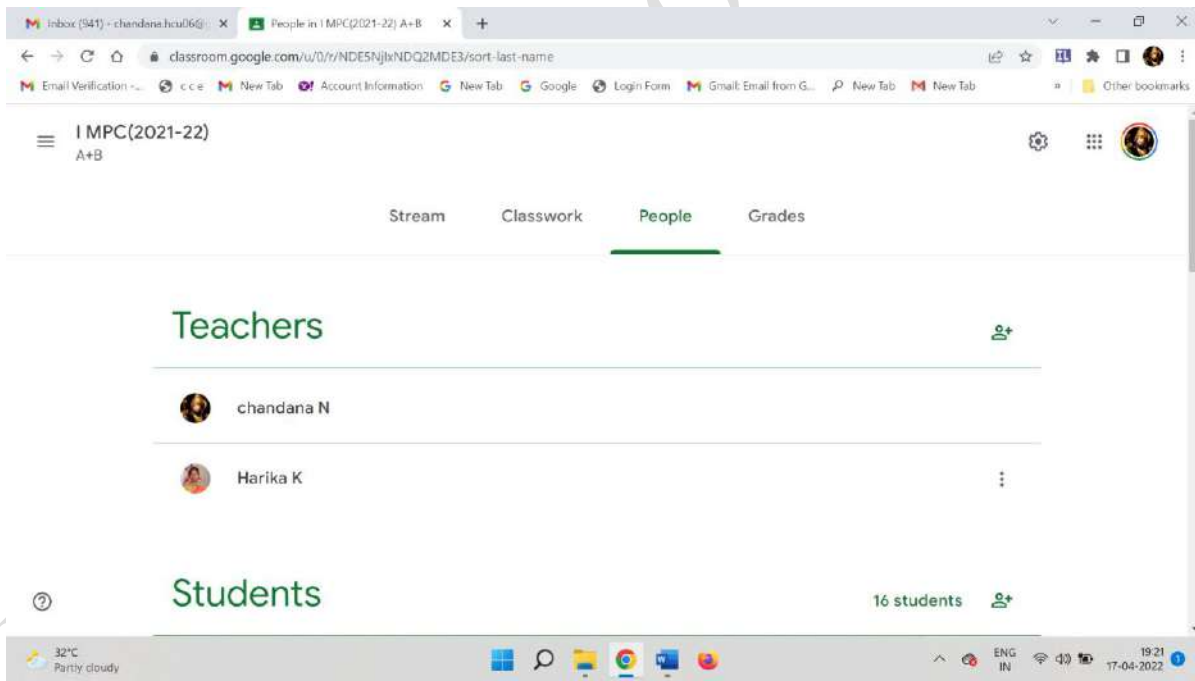 Inbox (941) - chandana.hcu06@
People in I MPC(2021-22) A+B
classroom.google.com/u/0/r/NDE5NjIxNDQ2MDE3/sort-last-name
Email Verification -... c c e New Tab Account Information New Tab Google Login Form Gmail: Email from G... New Tab New Tab » Other bookmarks
I MPC(2021-22)
A+B
Stream Classwork People Grades
Teachers
chandana N
Harika K
Students 16 students
32°C
Partly cloudy
ENG
IN
19:21
17-04-2022
1